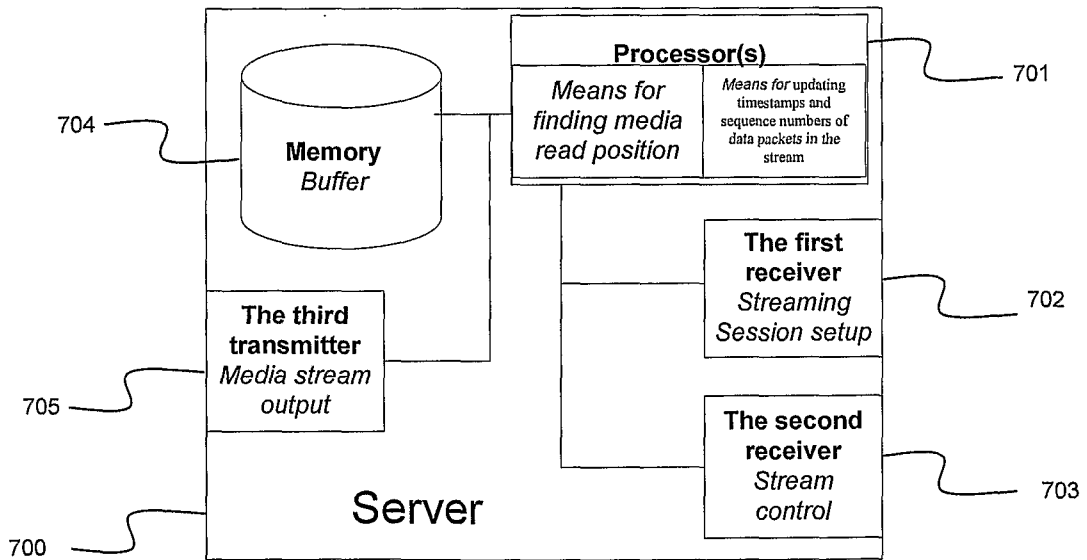 Processor(s)
701
Means for
finding media
read position
Means for updating
timestamps and
sequence numbers of
data packets in the
stream
704
Memory
Buffer
The first
receiver
Streaming
Session setup
702
The third
transmitter
Media stream
output
705
The second
receiver
Stream
control
703
Server
700